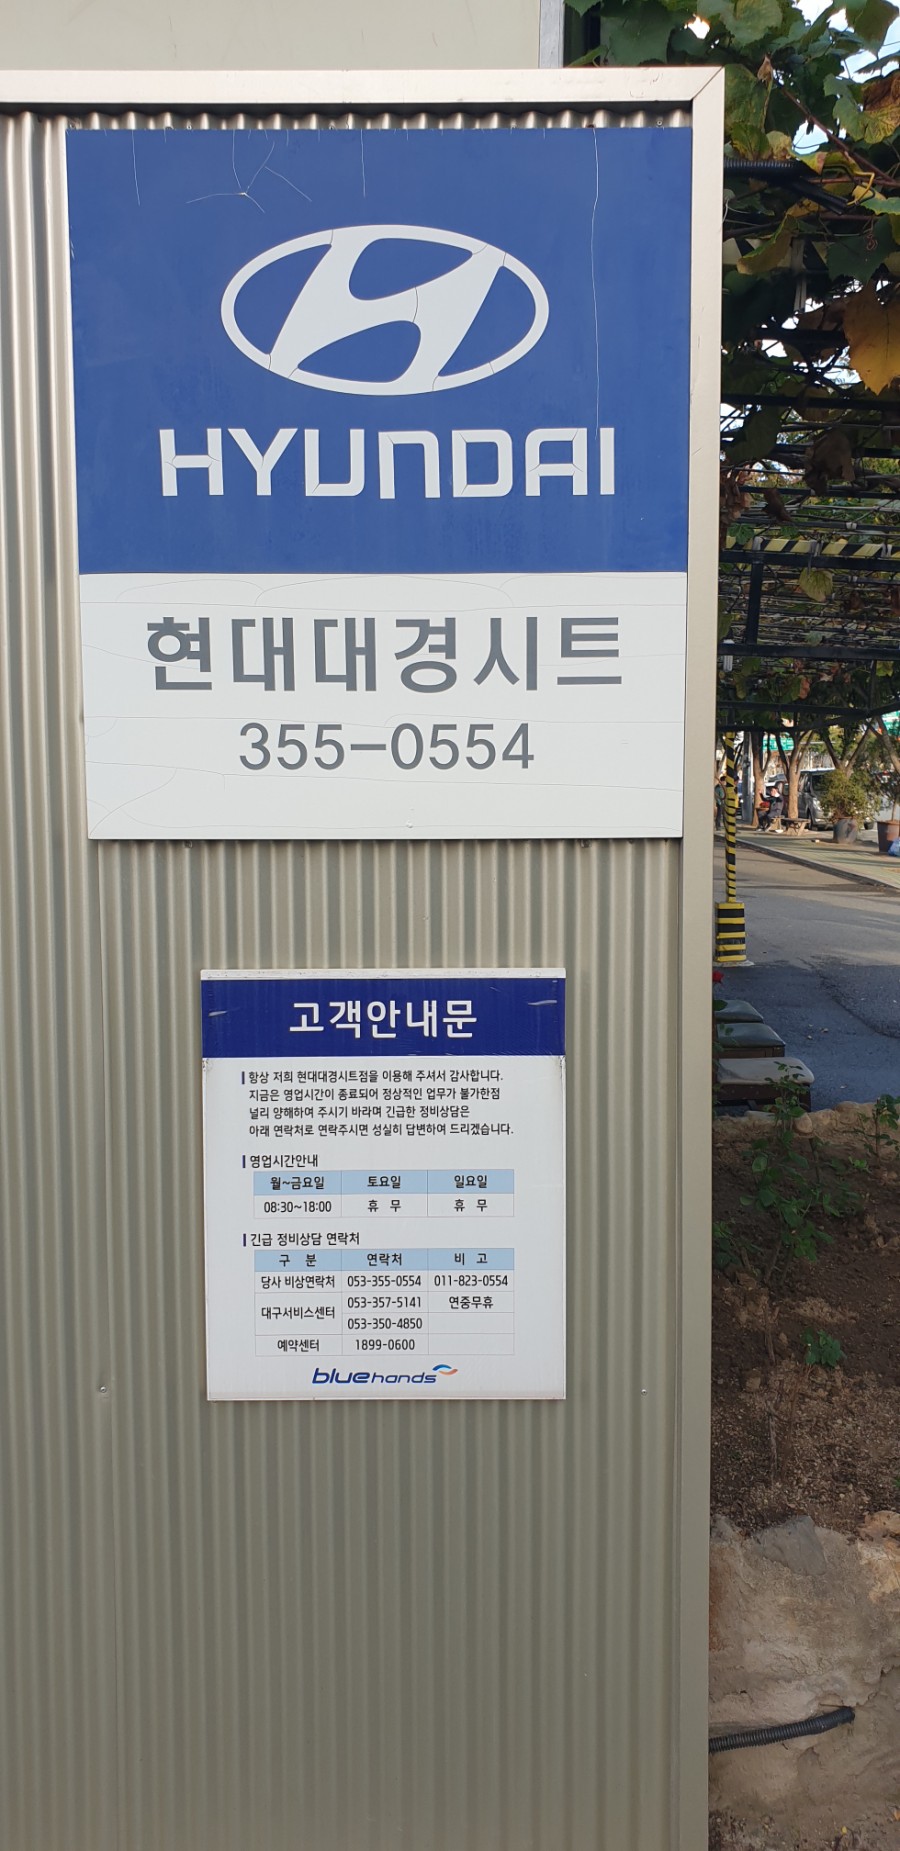 HYUNDAI
현대대경시트
355-0554
고객안내문
항상 저희 현대대경시트점을 이용해 주셔서 감사합니다.
지금은 영업시간이 종료되어 정상적인 업무가 불가한점
널리 양해하여 주시기 바라며 긴급한 정비상담은
아래 연락처로 연락주시면 성실히 답변하여 드리겠습니다.
영업시간안내
월~금요일 토요일 일요일
08:30~18:00 휴 무 휴 무
긴급 정비상담 연락처
구 분 연락처 비 고
당사 비상연락처 053-355-0554 011-823-0554
대구서비스센터 053-357-5141 연중무휴
053-350-4850
예약센터 1899-0600
bluehands